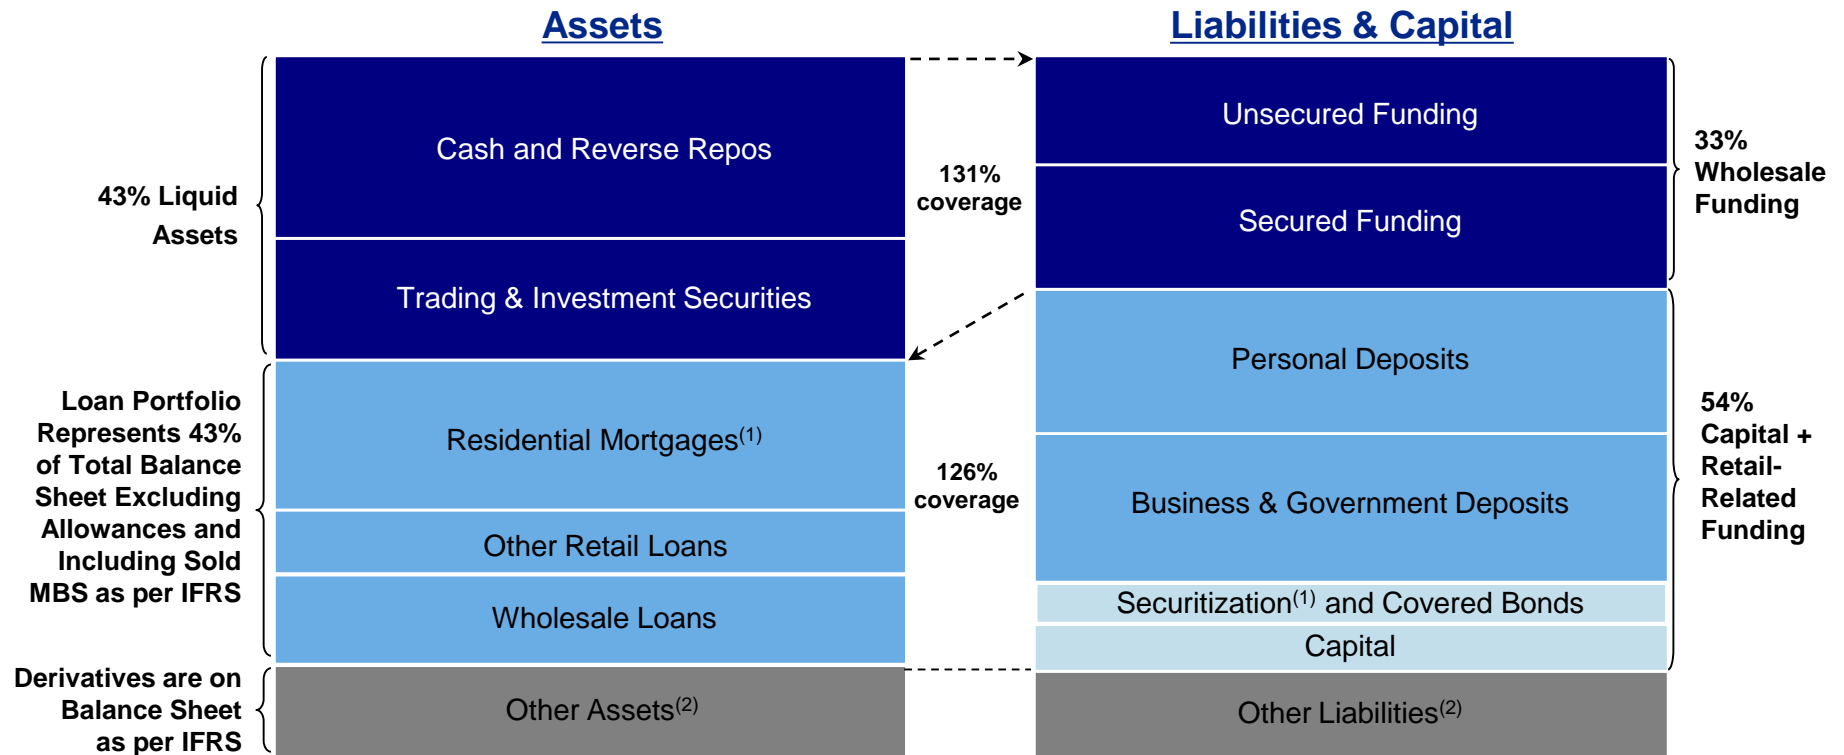 Assets
Liabilities & Capital
43% Liquid
Assets
Cash and Reverse Repos
Trading & Investment Securities
131%
coverage
Unsecured Funding
Secured Funding
33%
Wholesale
Funding
Loan Portfolio
Represents 43%
of Total Balance
Sheet Excluding
Allowances and
Including Sold
MBS as per IFRS
Residential Mortgages(1)
Other Retail Loans
Wholesale Loans
126%
coverage
Personal Deposits
Business & Government Deposits
Securitization(1) and Covered Bonds
Capital
54%
Capital +
Retail-
Related
Funding
Derivatives are on
Balance Sheet
as per IFRS
Other Assets(2)
Other Liabilities(2)